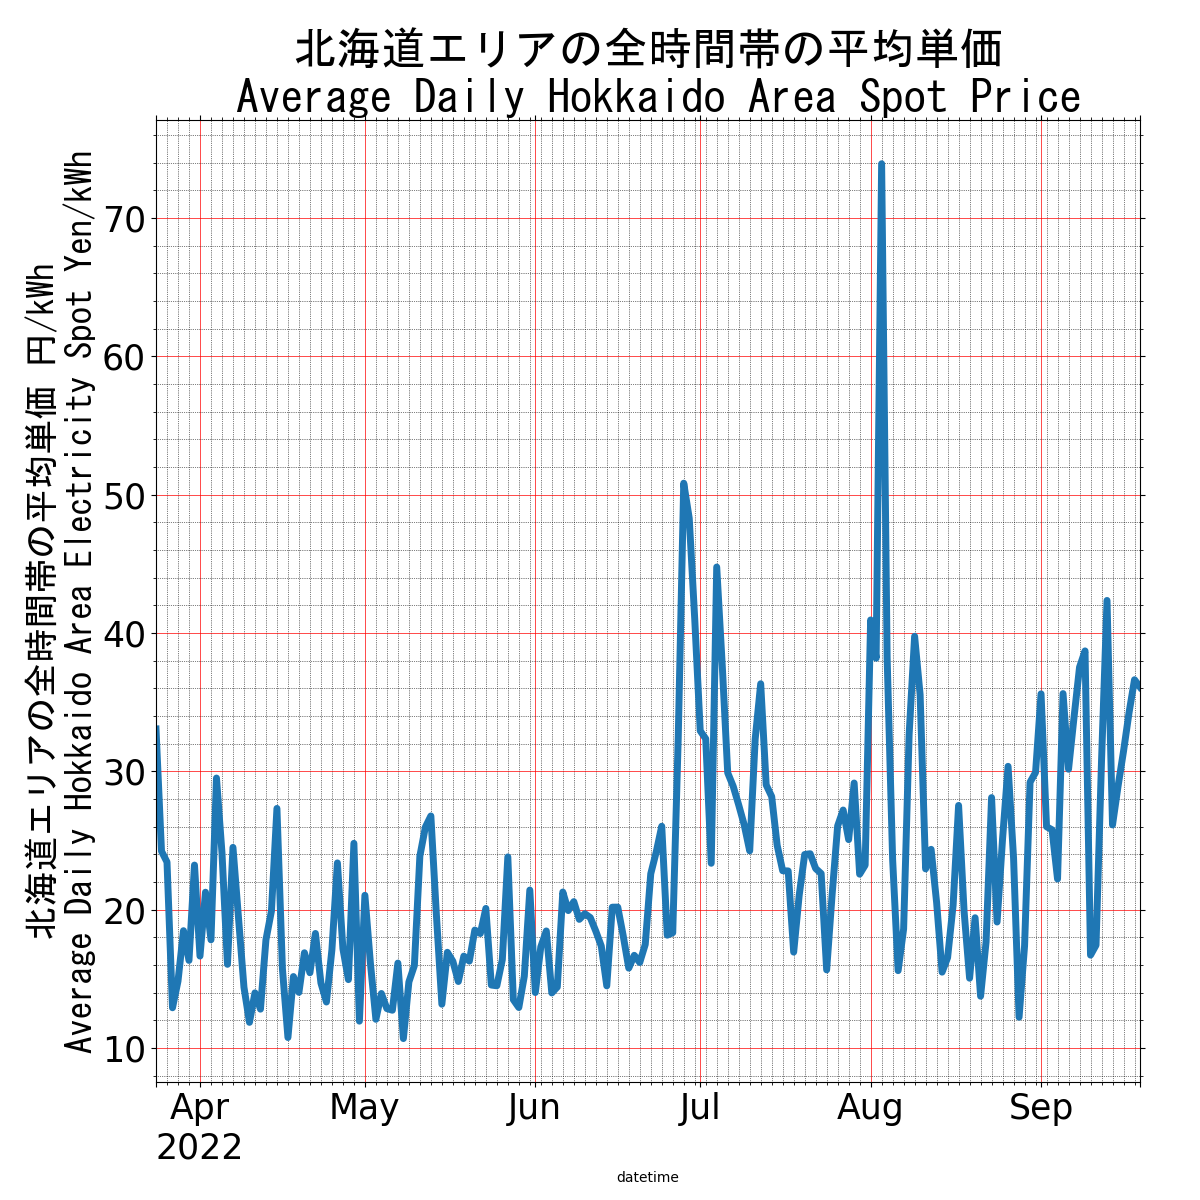 北海道エリアの全時間帯の平均単価
Average Daily Hokkaido Area Spot Price
北海道エリアの全時間帯の平均単価 円/kWh
Average Daily Hokkaido Area Electricity Spot Yen/kWh
70
60
50
40
30
20
10
Apr May Jun Jul Aug Sep
2022
datetime